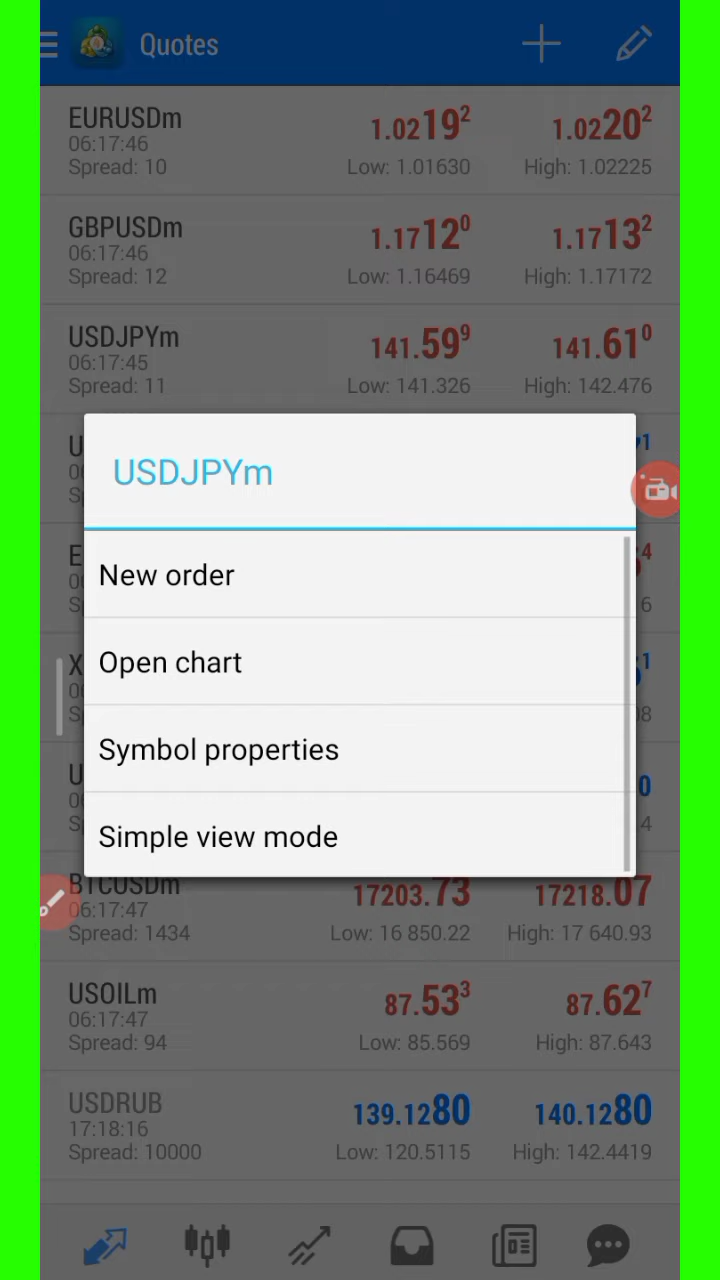 Quotes
EURUSDm 1.02192 1.02202
06:17:46
Spread: 10 Low: 1.01630 High: 1.02225
GBPUSDm 1.17120 1.17132
06:17:46
Spread: 12 Low: 1.16469 High: 1.17172
USDJPYm 141.599 141.610
06:17:45
Spread: 11 Low: 141.326 High: 142.476
USDJPYm
New order
Open chart
Symbol properties
Simple view mode
BTCUSDm 17203.73 17218.07
06:17:47
Spread: 1434 Low: 16 850.22 High: 17 640.93
USOILm 87.533 87.627
06:17:47
Spread: 94 Low: 85.569 High: 87.643
USDRUB 139.1280 140.1280
17:18:16
Spread: 10000 Low: 120.5115 High: 142.4419